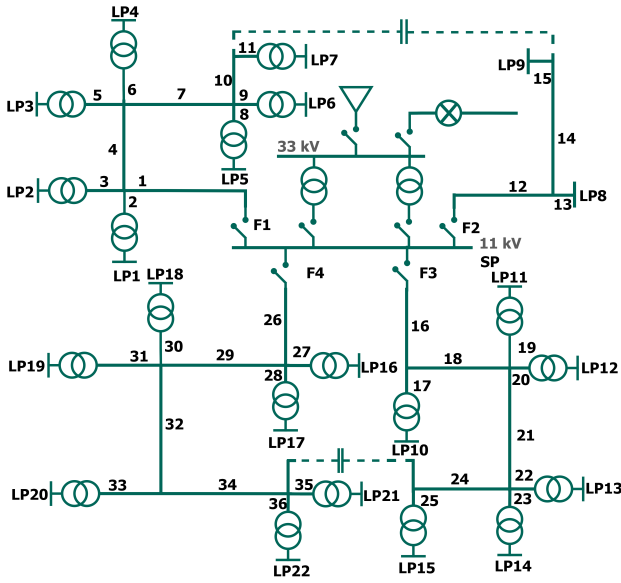 LP4
11
LP7
LP9
15
10
5
6
7
9
LP3
LP6
8
14
4
33 kV
LP5
LP2
3
1
12
LP8
2
13
F1
F2
11 kV
SP
LP1
LP18
F4
F3
LP11
26
16
30
19
31
29
27
18
LP19
LP16
LP12
28
17
20
32
LP17
LP10
21
33
34
35
24
22
LP20
LP21
LP13
36
25
23
LP22
LP15
LP14